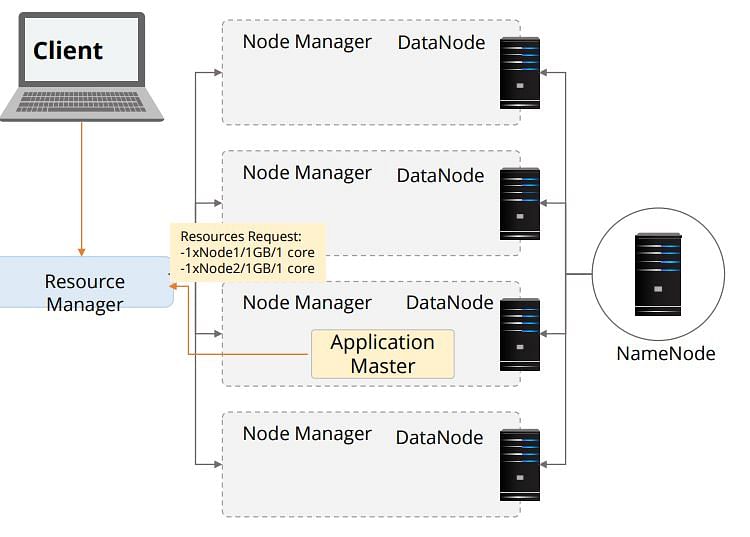 Client
Node Manager
DataNode
Node Manager
DataNode
Resources Request:
-1xNode1/1GB/1 core
-1xNode2/1GB/1 core
Resource
Manager
Node Manager
DataNode
Application
Master
NameNode
Node Manager
DataNode